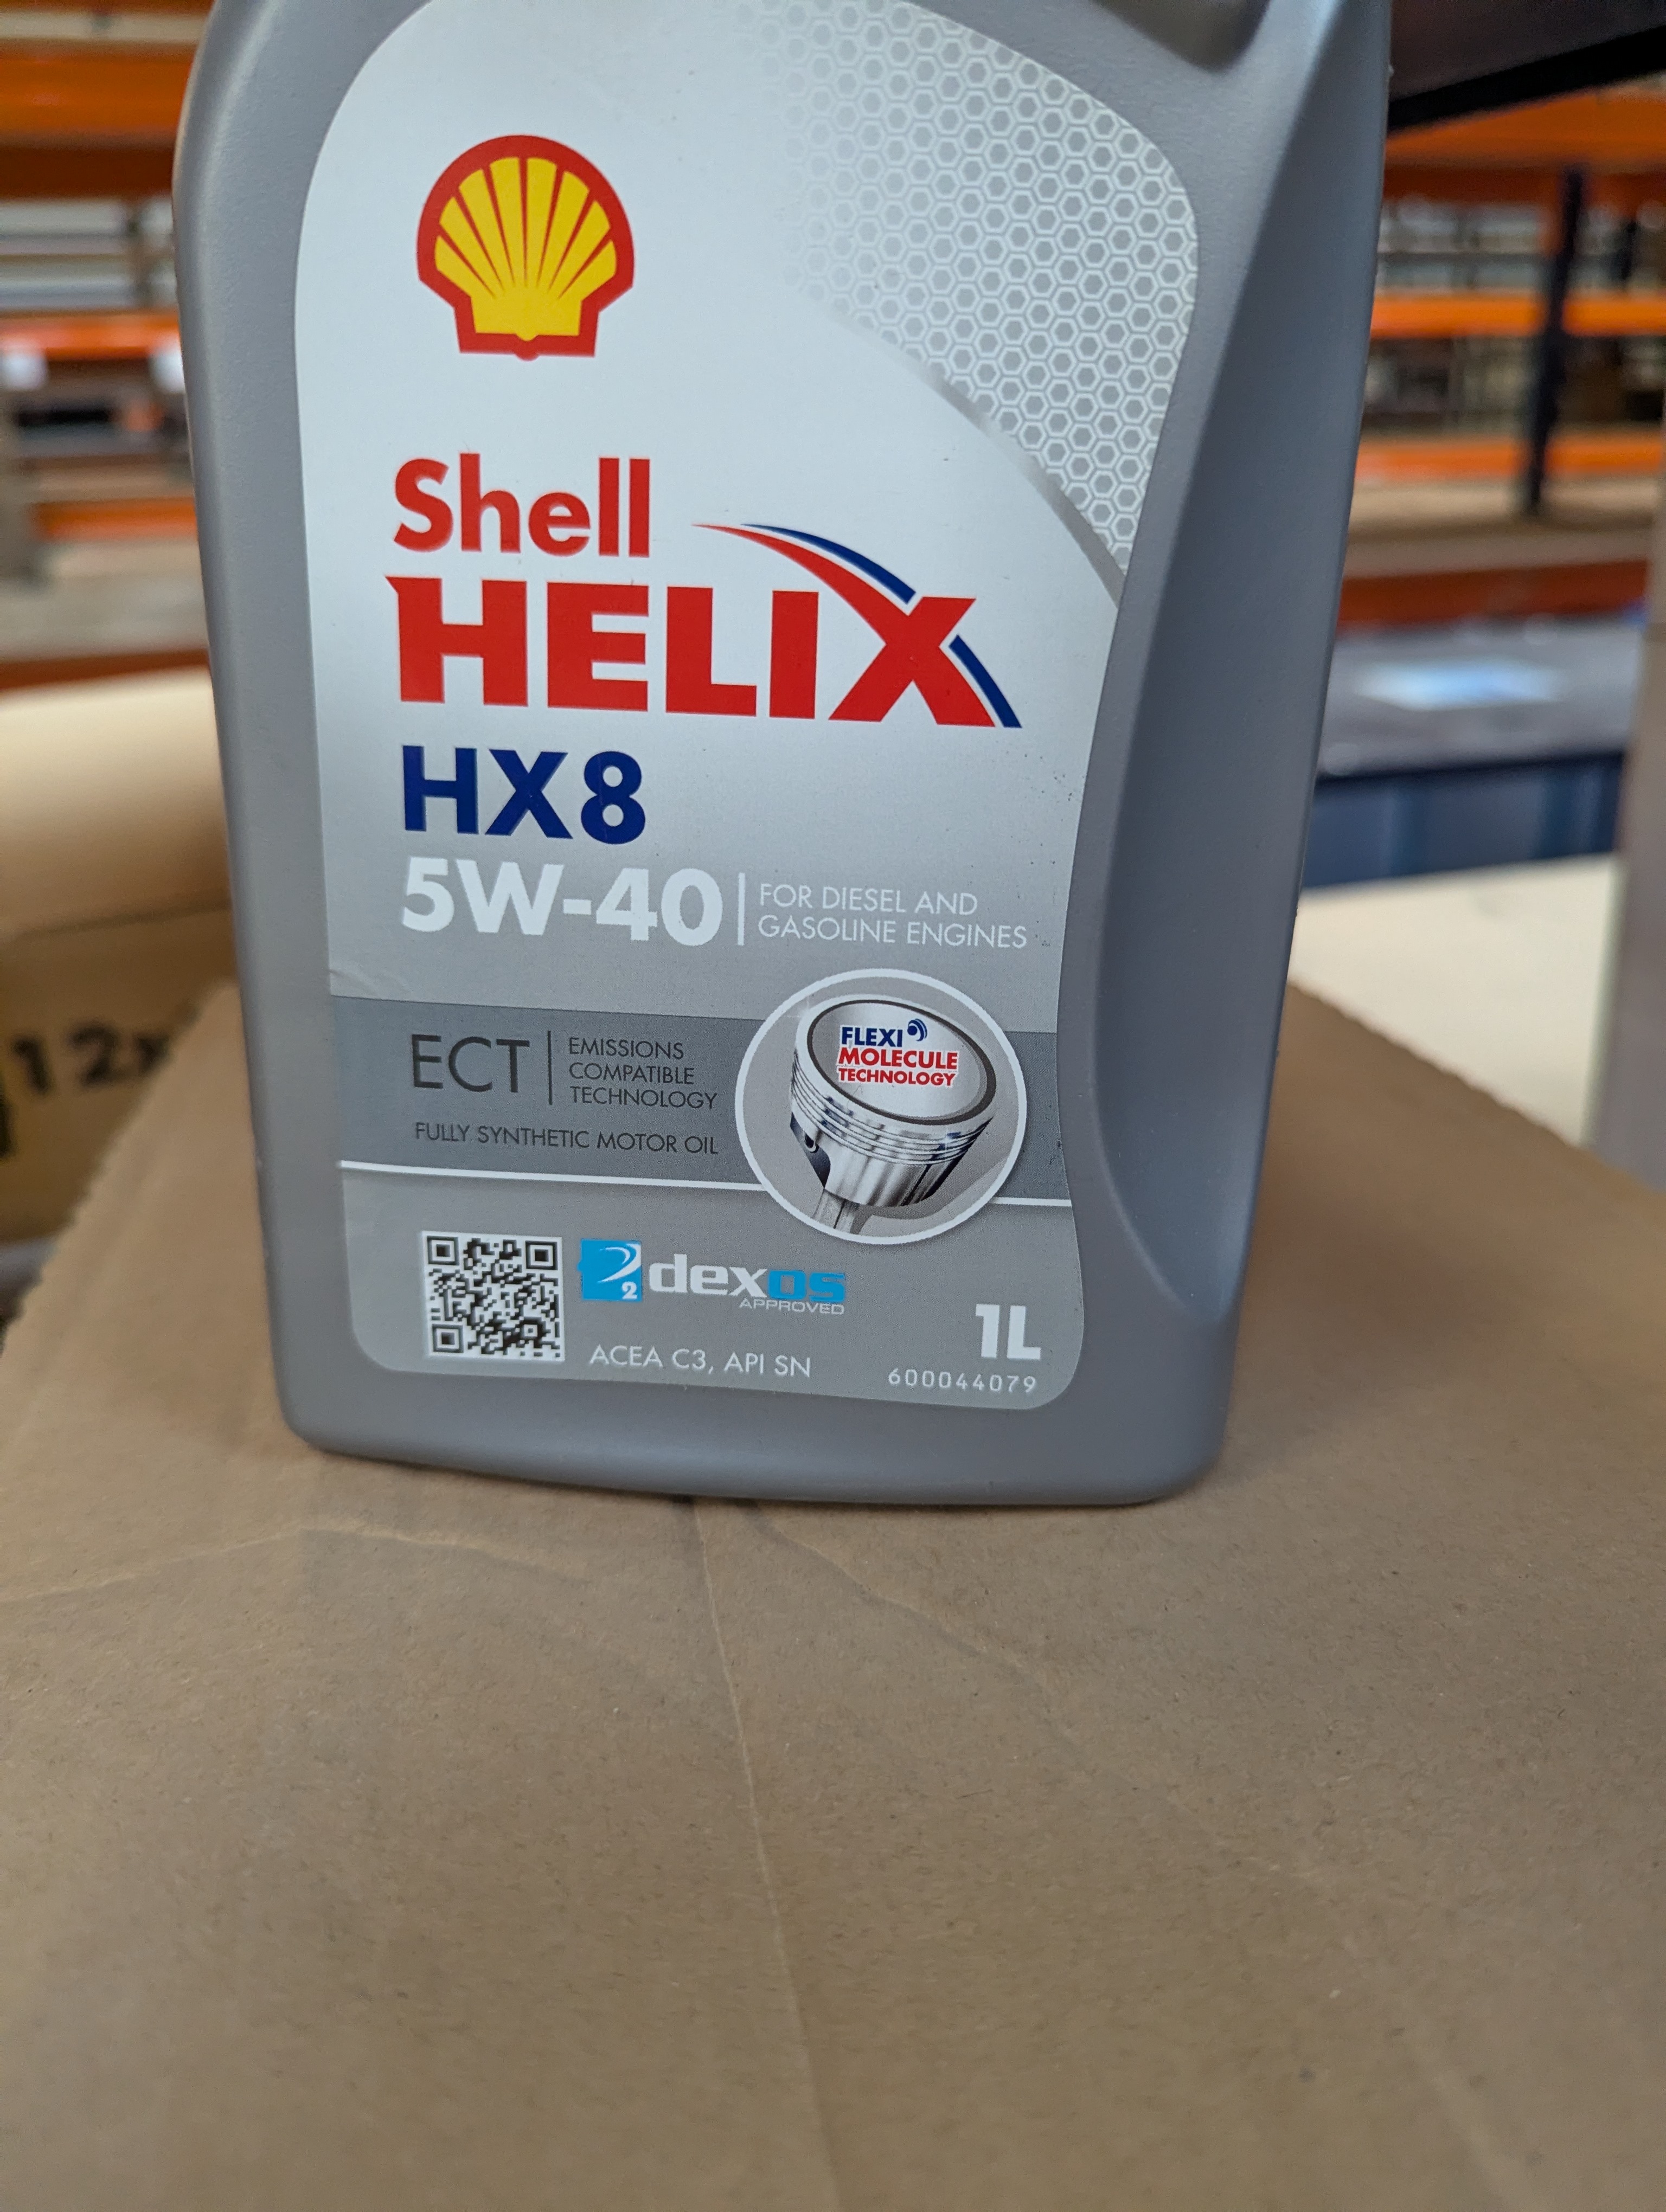 Shell
HELIX
HX8
5W-40
FOR DIESEL AND
GASOLINE ENGINES
ECT
EMISSIONS
COMPATIBLE
TECHNOLOGY
FULLY SYNTHETIC MOTOR OIL
FLEXI
MOLECULE
TECHNOLOGY
2
dexos
APPROVED
ACEA C3, API SN
1L
600044079
12x